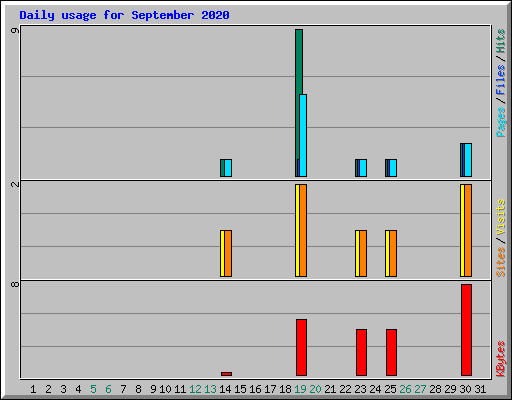 Daily usage for September 2020
9
Pages / Files / Hits
2
Sites / Visits
8
KBytes
1 2 3 4 5 6 7 8 9 10 11 12 13 14 15 16 17 18 19 20 21 22 23 24 25 26 27 28 29 30 31